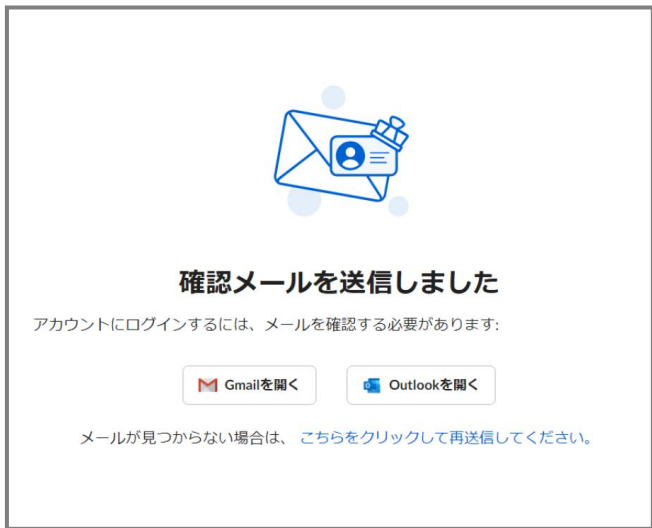 確認メールを送信しました
アカウントにログインするには、メールを確認する必要があります:
Gmailを開く
Outlookを開く
メールが見つからない場合は、 こちらをクリックして再送信してください。